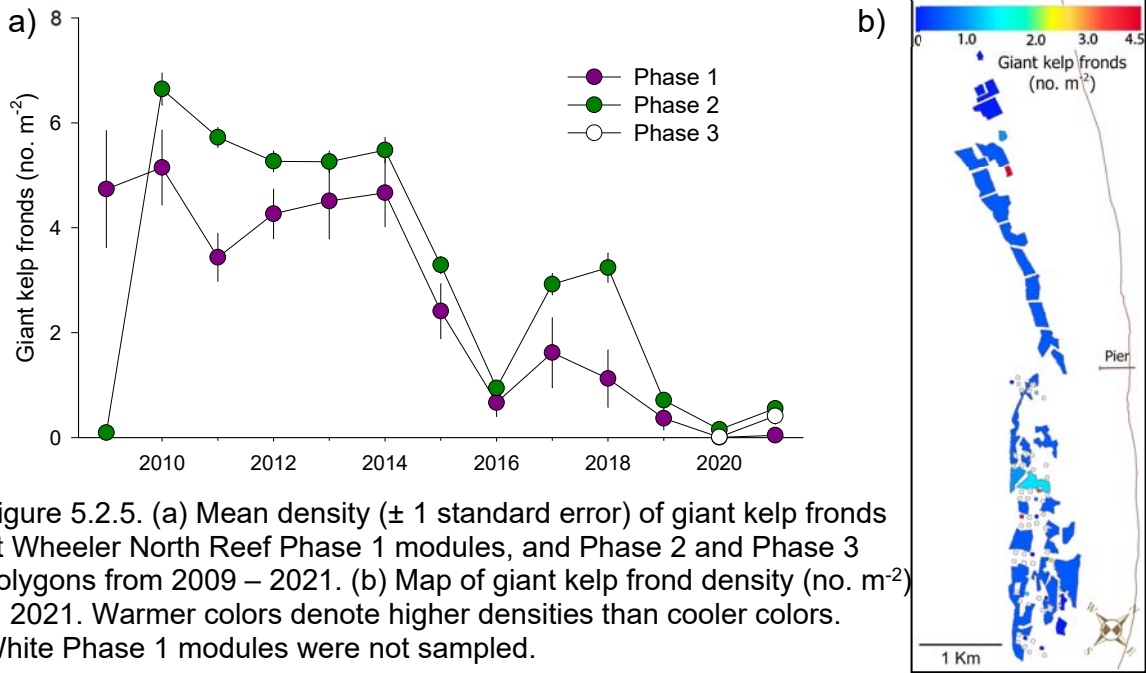 a)
8
6
4
2
0
Giant kelp fronds (no. m-2)
Phase 1
Phase 2
Phase 3
2010 2012 2014 2016 2018 2020
b)
0 1.0 2.0 3.0 4.5
Giant kelp fronds
(no. m-2)
Pier
W N
S E
1 Km
igure 5.2.5. (a) Mean density (± 1 standard error) of giant kelp fronds
t Wheeler North Reef Phase 1 modules, and Phase 2 and Phase 3
olygons from 2009 – 2021. (b) Map of giant kelp frond density (no. m-2)
2021. Warmer colors denote higher densities than cooler colors.
White Phase 1 modules were not sampled.